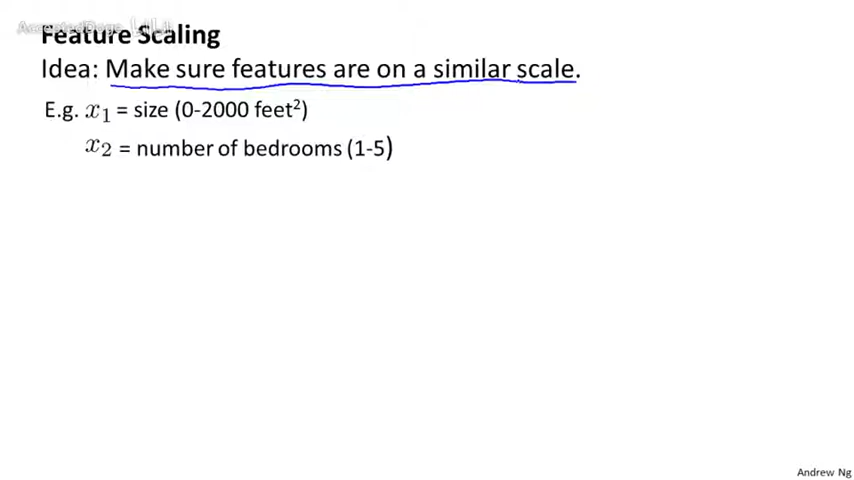 Feature Scaling
Idea: Make sure features are on a similar scale.
E.g. x₁ = size (0-2000 feet²)
x₂ = number of bedrooms (1-5)
Andrew Ng